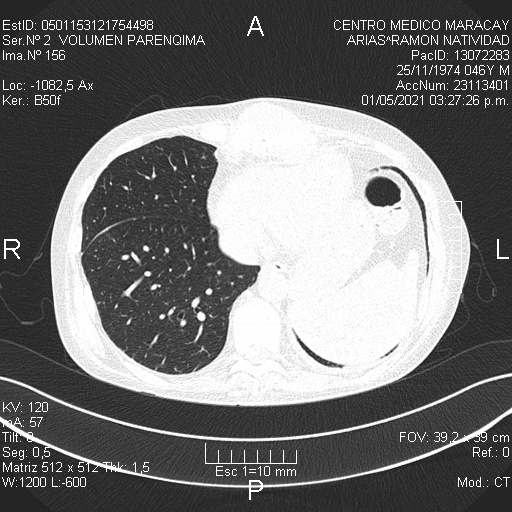 EstID: 0501153121754498
Ser.Nº 2 VOLUMEN PARENQIMA
Ima.Nº 156
Loc: -1082,5 Ax
Ker.: B50f
A
CENTRO MEDICO MARACAY
ARIAS^RAMON NATIVIDAD
PacID: 13072283
25/11/1974 046Y M
AccNum: 23113401
01/05/2021 03:27:26 p.m.
R
L
KV: 120
mA: 57
Tilt: 0
Seg: 0,5
Matriz 512 x 512 Thk: 1,5
W:1200 L:-600
Esc 1=10 mm
P
FOV: 39,2 x 39 cm
Ref.: 0
Mod.: CT